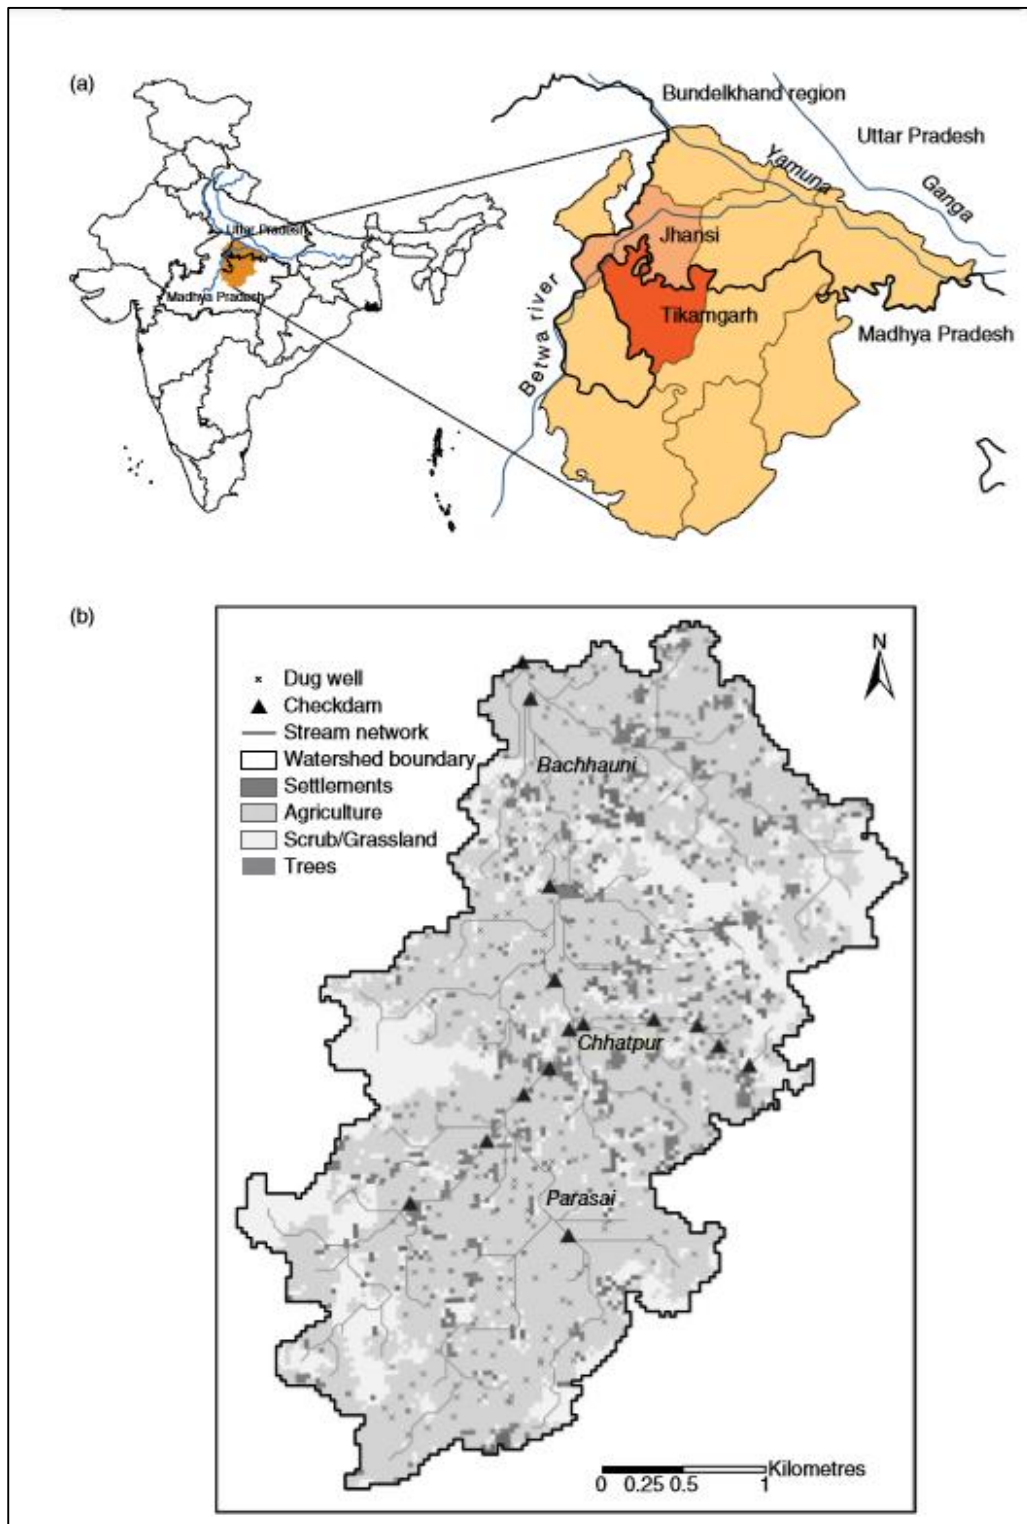 (a)
Bundelkhand region
Uttar Pradesh
Yamuna
Ganga
Uttar Pradesh
Jhansi
Madhya Pradesh
Tikamgarh
Madhya Pradesh
Betwa river
(b)
N
Dug well
Checkdam
Stream network
Watershed boundary
Settlements
Agriculture
Scrub/Grassland
Trees
Bachhauni
Chhatpur
Parasai
Kilometres
0 0.25 0.5 1